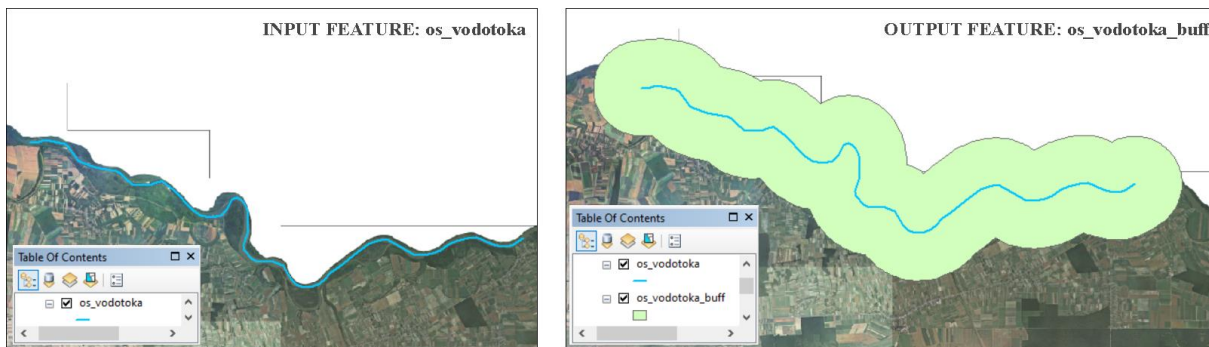 INPUT FEATURE: os_vodotoka
Table Of Contents
os_vodotoka
OUTPUT FEATURE: os_vodotoka_buff
Table Of Contents
os_vodotoka
os_vodotoka_buff